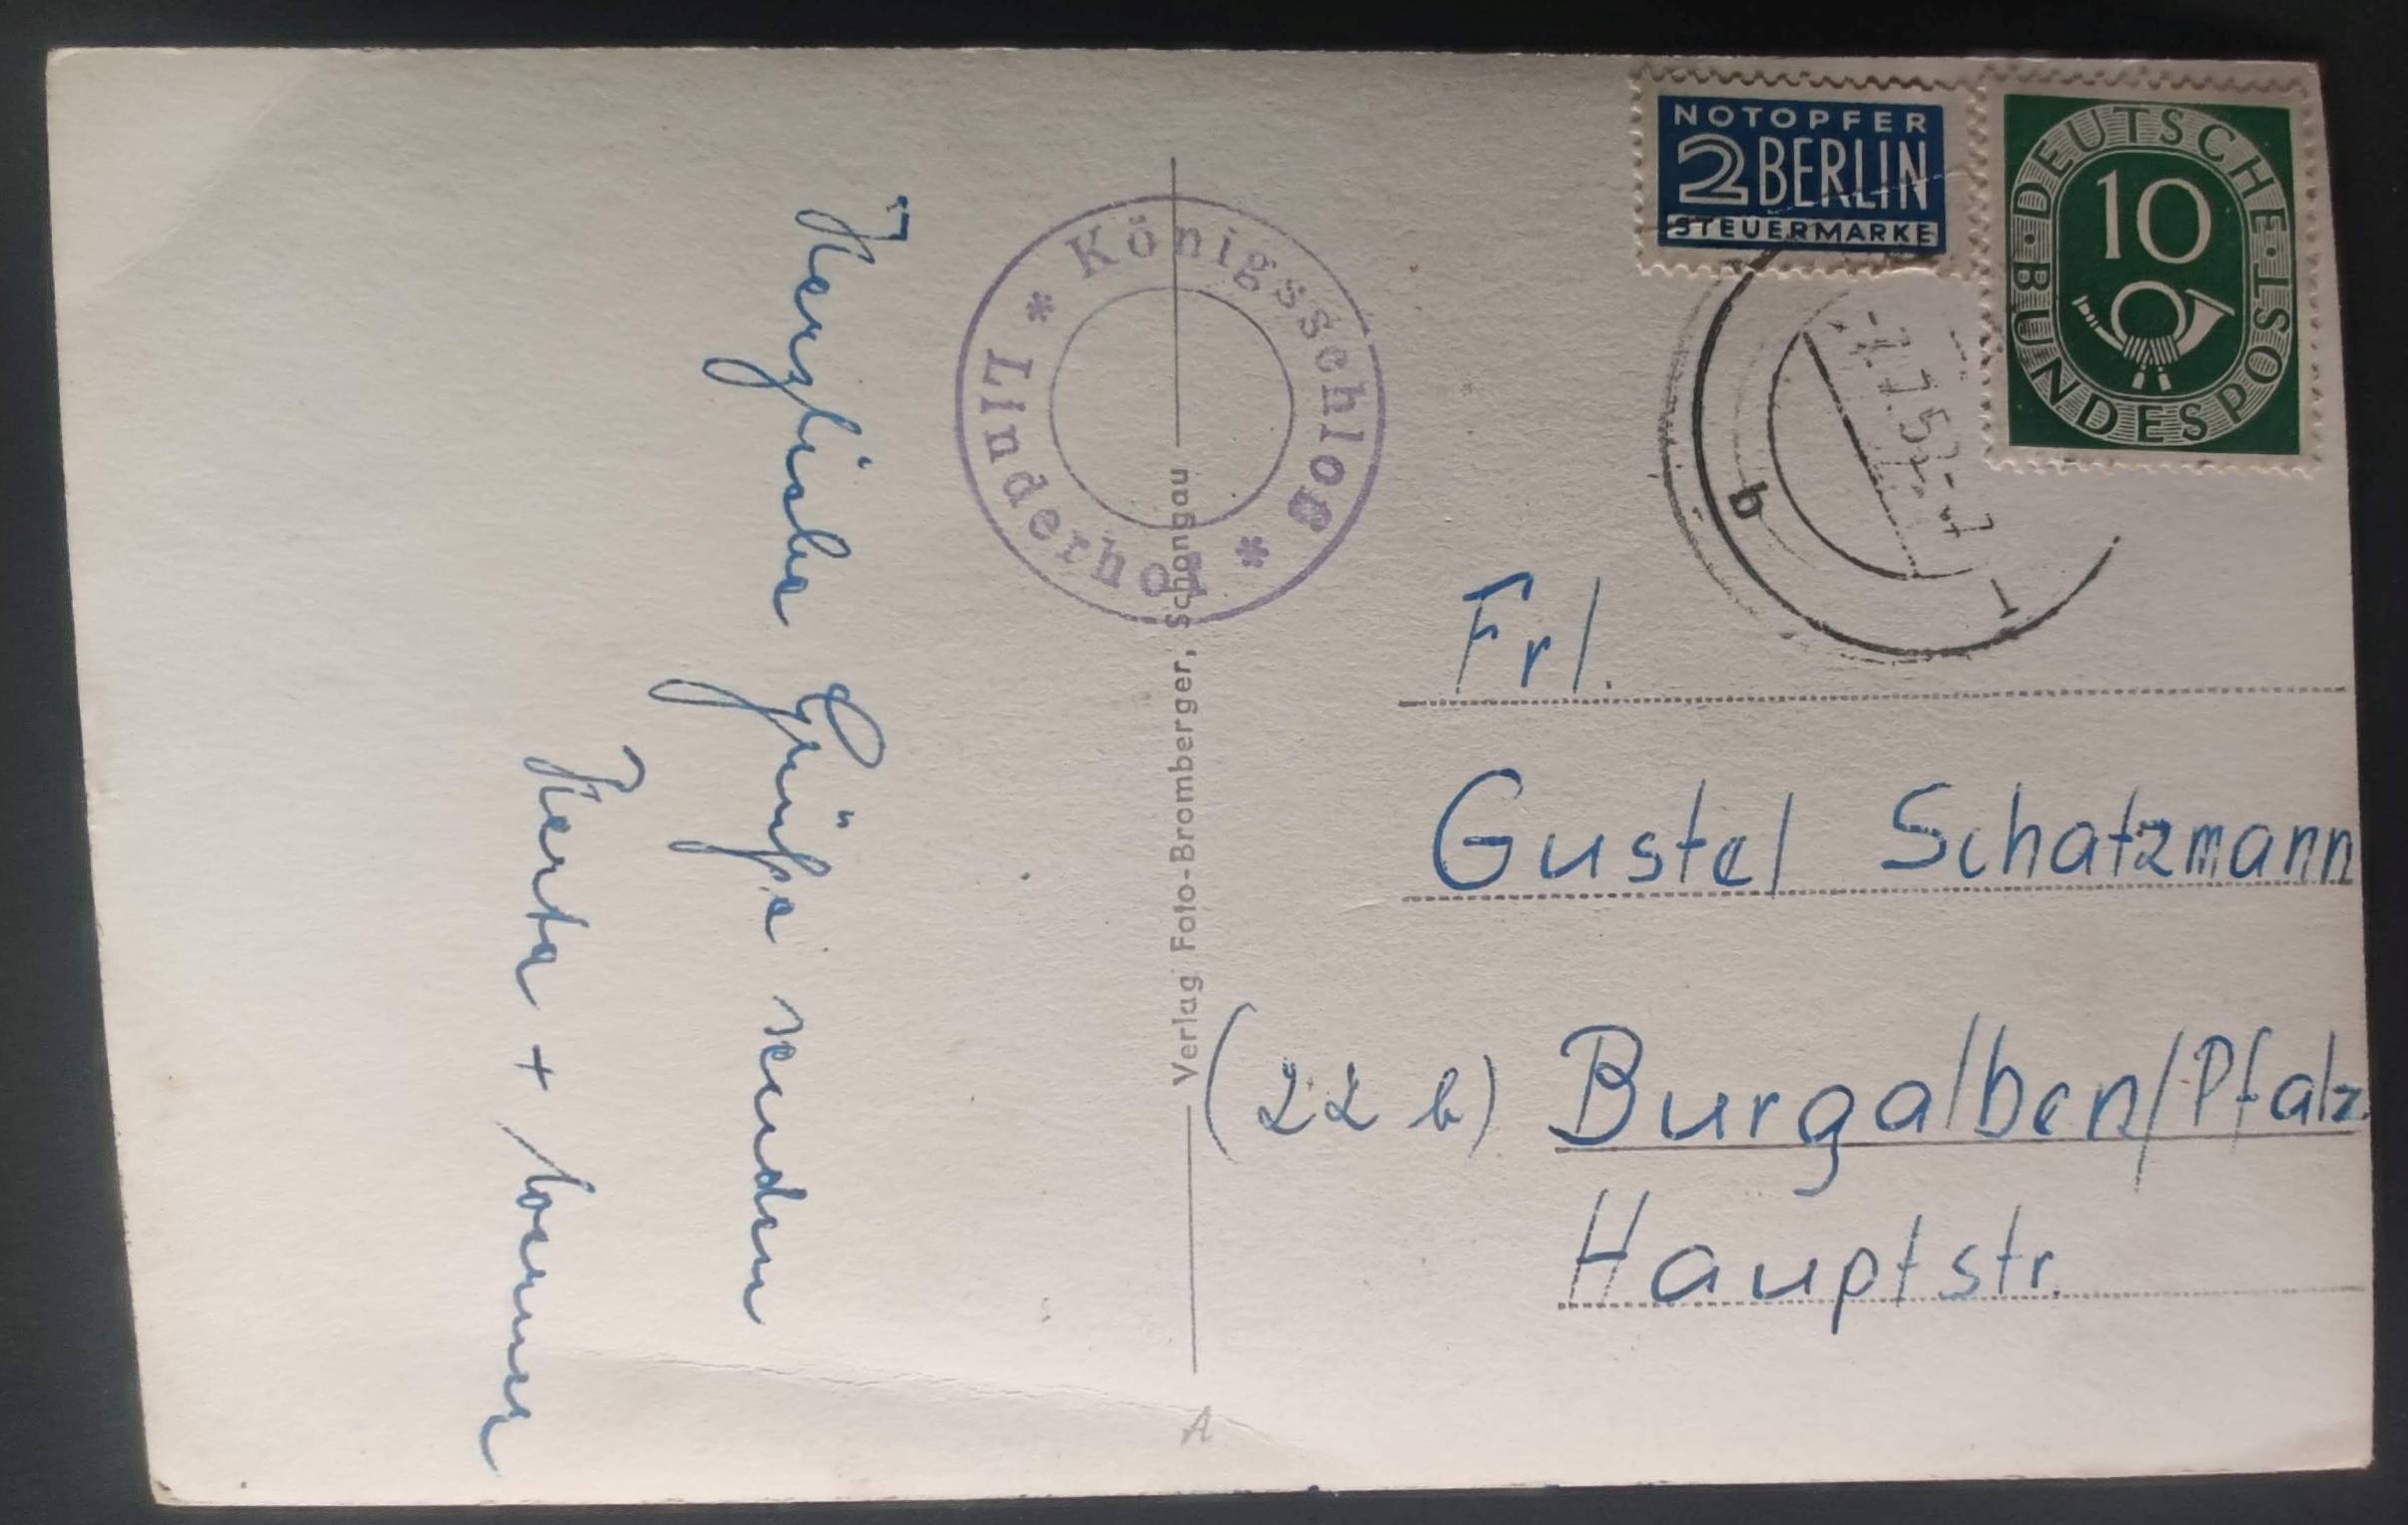 Herzliche Grüße senden
Herta +
* Königsschloß *
Linderhof
Verlag Foto-Bromberger, Schongau
A
NOTOPFER
2 BERLIN
STEUERMARKE
DEUTSCHE BUNDESPOST
10
b
Frl.
Gustel Schatzmann
(22 b) Burgalben/Pfalz
Hauptstr.